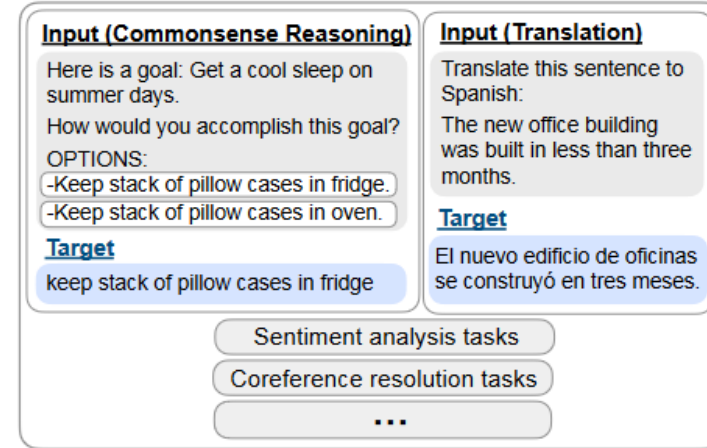 Input (Commonsense Reasoning)
Here is a goal: Get a cool sleep on
summer days.
How would you accomplish this goal?
OPTIONS:
-Keep stack of pillow cases in fridge.
-Keep stack of pillow cases in oven.
Target
keep stack of pillow cases in fridge
Input (Translation)
Translate this sentence to
Spanish:
The new office building
was built in less than three
months.
Target
El nuevo edificio de oficinas
se construyó en tres meses.
Sentiment analysis tasks
Coreference resolution tasks
...